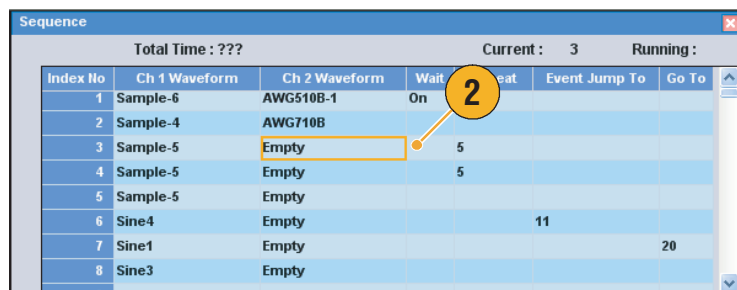 Sequence
Total Time : ??? Current : 3 Running :
Index No Ch 1 Waveform Ch 2 Waveform Wait eat Event Jump To Go To
2
1 Sample-6 AWG510B-1 On
2 Sample-4 AWG710B
3 Sample-5 Empty 5
4 Sample-5 Empty 5
5 Sample-5 Empty
6 Sine4 Empty 11
7 Sine1 Empty 20
8 Sine3 Empty